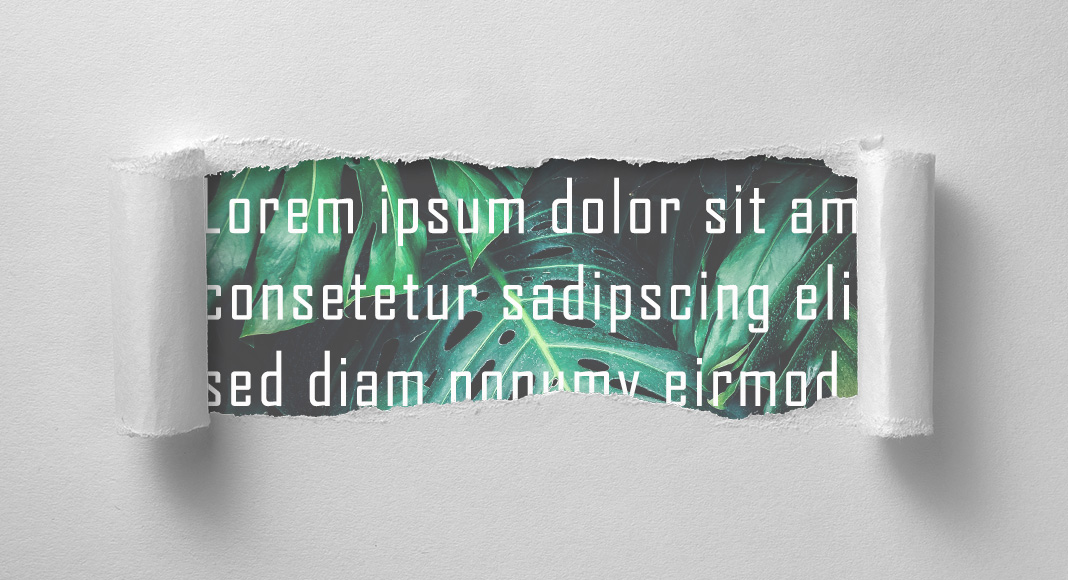 Lorem ipsum dolor sit am
consetetur sadipscing eli
sed diam nonumy eirmod